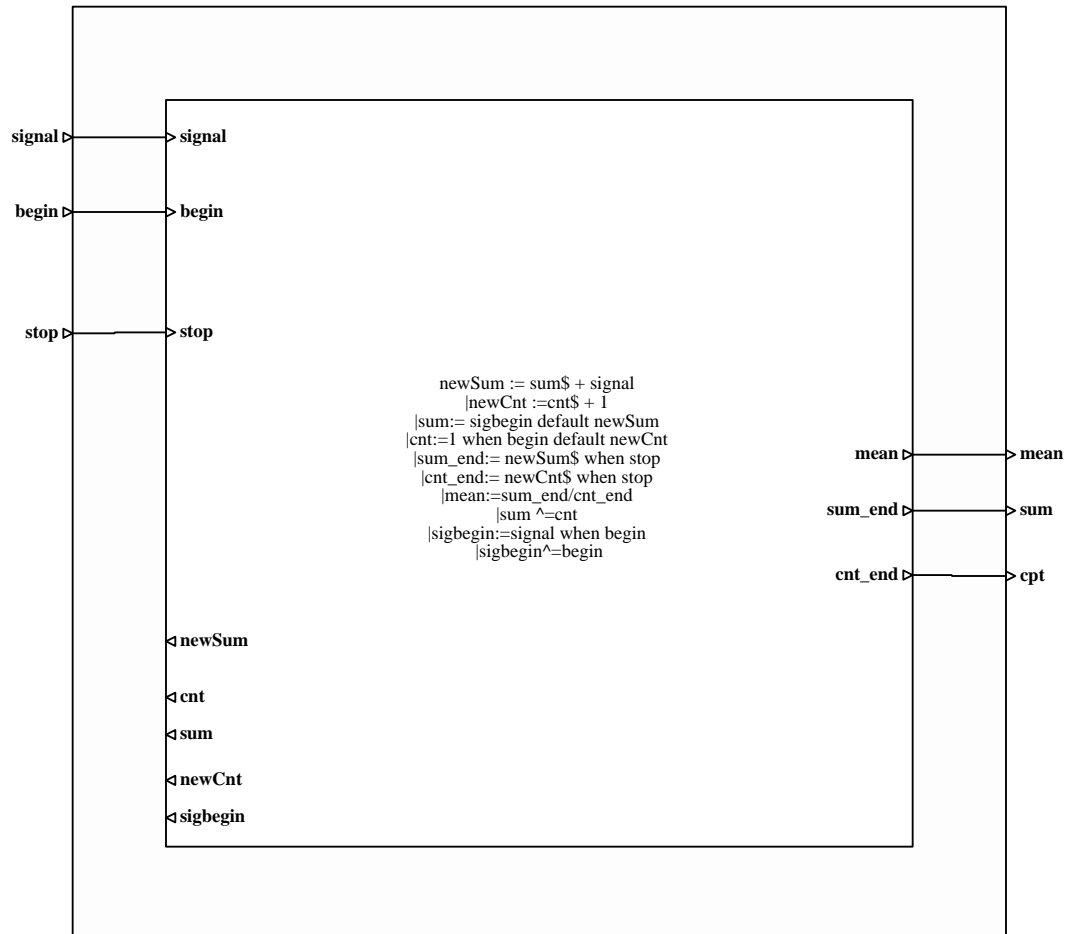 signal signal
begin begin
stop stop
newSum := sum$ + signal
|newCnt :=cnt$ + 1
|sum:= sigbegin default newSum
|cnt:=1 when begin default newCnt
|sum_end:= newSum$ when stop
|cnt_end:= newCnt$ when stop
|mean:=sum_end/cnt_end
|sum ^=cnt
|sigbegin:=signal when begin
|sigbegin^=begin
mean mean
sum_end sum
cnt_end cpt
newSum
cnt
sum
newCnt
sigbegin